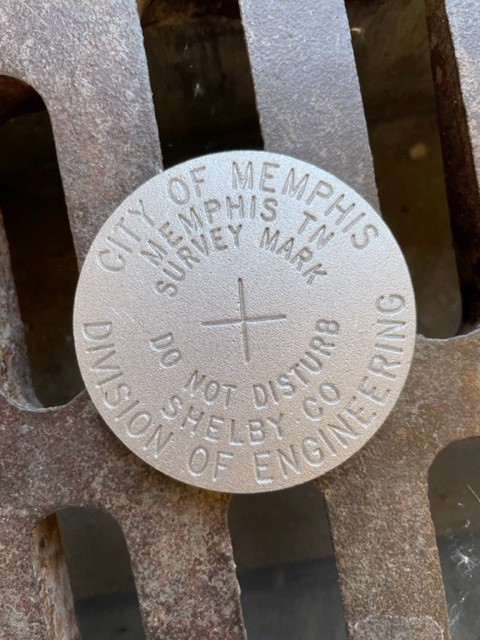 CITY OF MEMPHIS
MEMPHIS TN
SURVEY MARK
DO NOT DISTURB
SHELBY CO
DIVISION OF ENGINEERING